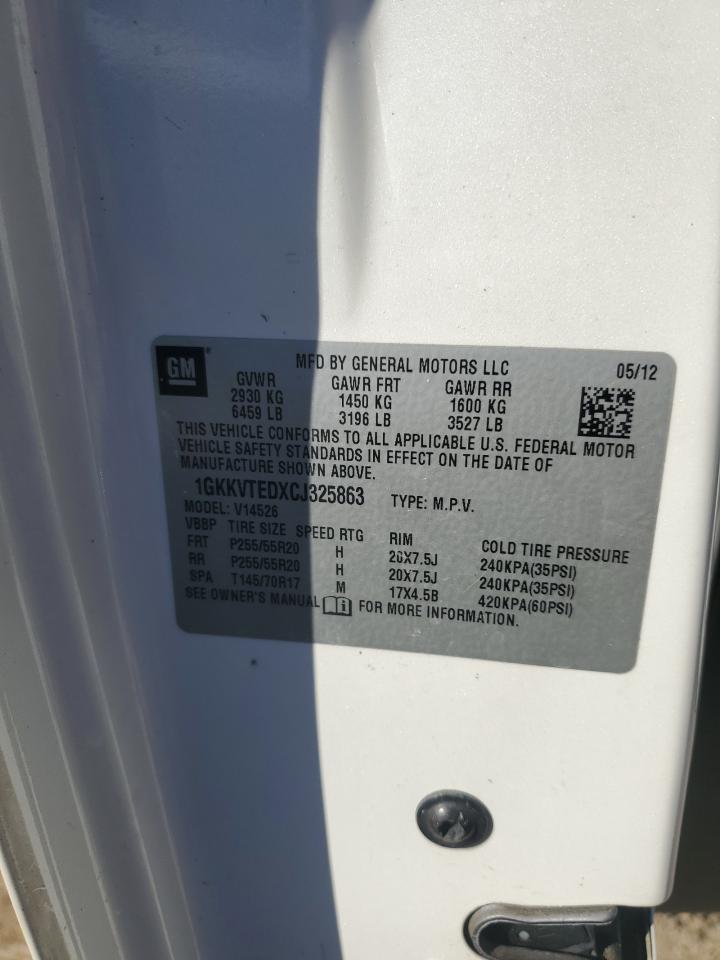 GM
MFD BY GENERAL MOTORS LLC 05/12
GVWR GAWR FRT GAWR RR
2930 KG 1450 KG 1600 KG
6459 LB 3196 LB 3527 LB
THIS VEHICLE CONFORMS TO ALL APPLICABLE U.S. FEDERAL MOTOR
VEHICLE SAFETY STANDARDS IN EFFECT ON THE DATE OF
MANUFACTURE SHOWN ABOVE.
1GKKVTEDXCJ325863 TYPE: M.P.V.
MODEL: V14526
VBBP TIRE SIZE SPEED RTG RIM COLD TIRE PRESSURE
FRT P255/55R20 H 20X7.5J 240KPA(35PSI)
RR P255/55R20 H 20X7.5J 240KPA(35PSI)
SPA T145/70R17 M 17X4.5B 420KPA(60PSI)
SEE OWNER'S MANUAL FOR MORE INFORMATION.